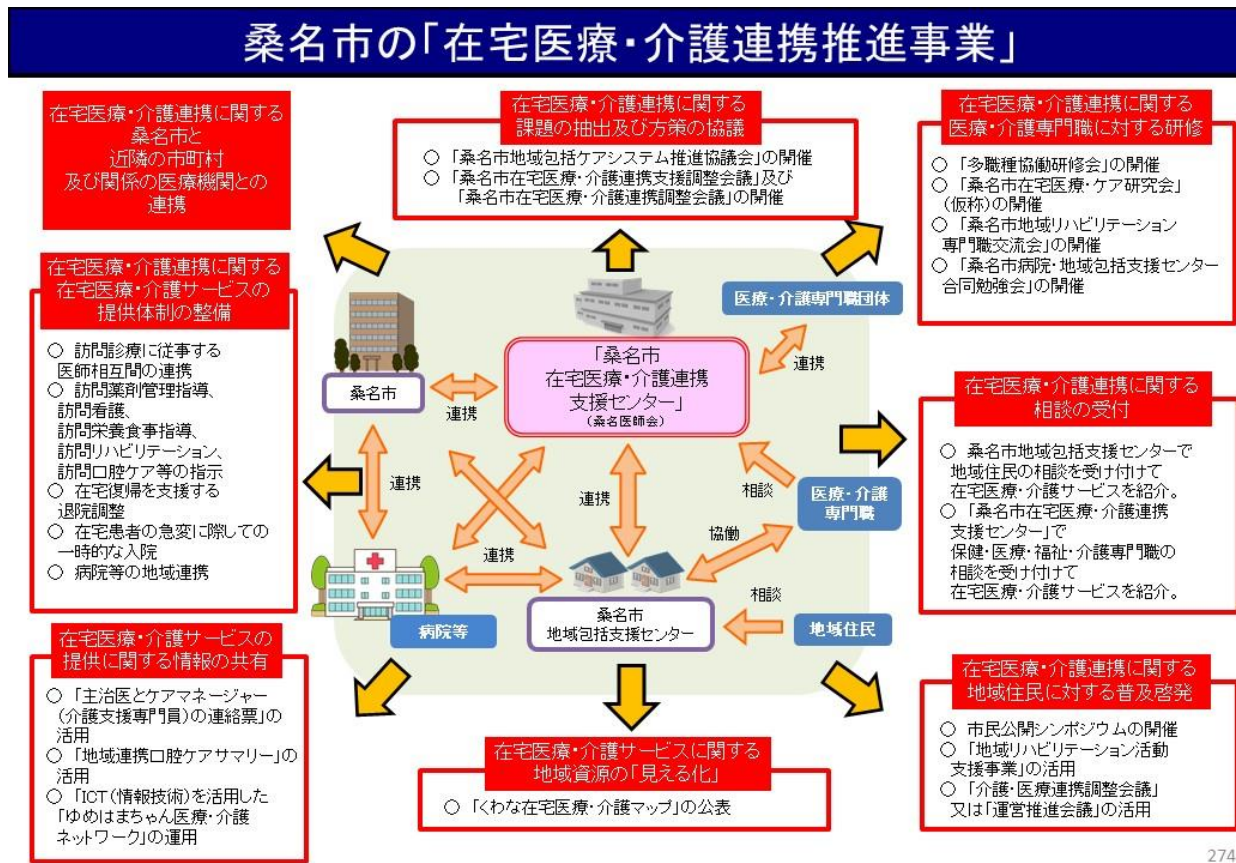 桑名市の「在宅医療・介護連携推進事業」
在宅医療・介護連携に関する
桑名市と
近隣の市町村
及び関係の医療機関との
連携
在宅医療・介護連携に関する
課題の抽出及び方策の協議
○ 「桑名市地域包括ケアシステム推進協議会」の開催
○ 「桑名市在宅医療・介護連携支援調整会議」及び
「桑名市在宅医療・介護連携調整会議」の開催
在宅医療・介護連携に関する
医療・介護専門職に対する研修
○ 「多職種協働研修会」の開催
○ 「桑名市在宅医療・ケア研究会」
(仮称)の開催
○ 「桑名市地域リハビリテーション
専門職交流会」の開催
○ 「桑名市病院・地域包括支援センター
合同勉強会」の開催
在宅医療・介護連携に関する
在宅医療・介護サービスの
提供体制の整備
○ 訪問診療に従事する
医師相互間の連携
○ 訪問薬剤管理指導、
訪問看護、
訪問栄養食事指導、
訪問リハビリテーション、
訪問口腔ケア等の指示
○ 在宅復帰を支援する
退院調整
○ 在宅患者の急変に際しての
一時的な入院
○ 病院等の地域連携
桑名市
連携
「桑名市
在宅医療・介護連携
支援センター」
(桑名医師会)
医療・介護専門職団体
連携
連携
連携
連携
相談
医療・介護
専門職
協働
相談
病院等
桑名市
地域包括支援センター
地域住民
在宅医療・介護連携に関する
相談の受付
○ 桑名市地域包括支援センターで
地域住民の相談を受け付けて
在宅医療・介護サービスを紹介。
○ 「桑名市在宅医療・介護連携
支援センター」で
保健・医療・福祉・介護専門職の
相談を受け付けて
在宅医療・介護サービスを紹介。
在宅医療・介護サービスの
提供に関する情報の共有
○ 「主治医とケアマネージャー
(介護支援専門員)の連絡票」の
活用
○ 「地域連携口腔ケアサマリー」の
活用
○ 「ICT(情報技術)を活用した
「ゆめはまちゃん医療・介護
ネットワーク」の運用
在宅医療・介護サービスに関する
地域資源の「見える化」
○ 「くわな在宅医療・介護マップ」の公表
在宅医療・介護連携に関する
地域住民に対する普及啓発
○ 市民公開シンポジウムの開催
○ 「地域リハビリテーション活動
支援事業」の活用
○ 「介護・医療連携調整会議」
又は「運営推進会議」の活用
274